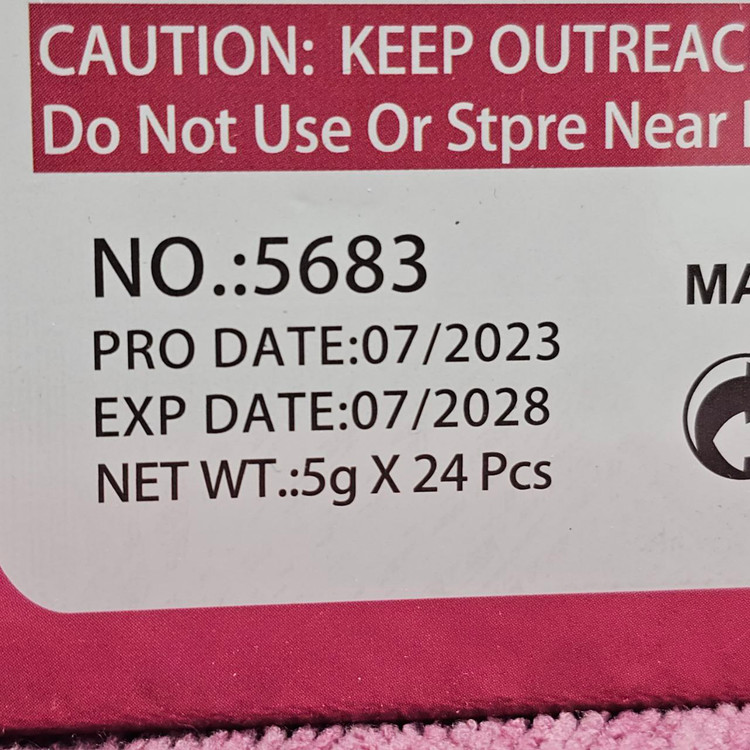 CAUTION: KEEP OUTREAC
Do Not Use Or Stpre Near
NO.:5683
MA
PRO DATE:07/2023
EXP DATE:07/2028
NET WT.:5g X 24 Pcs